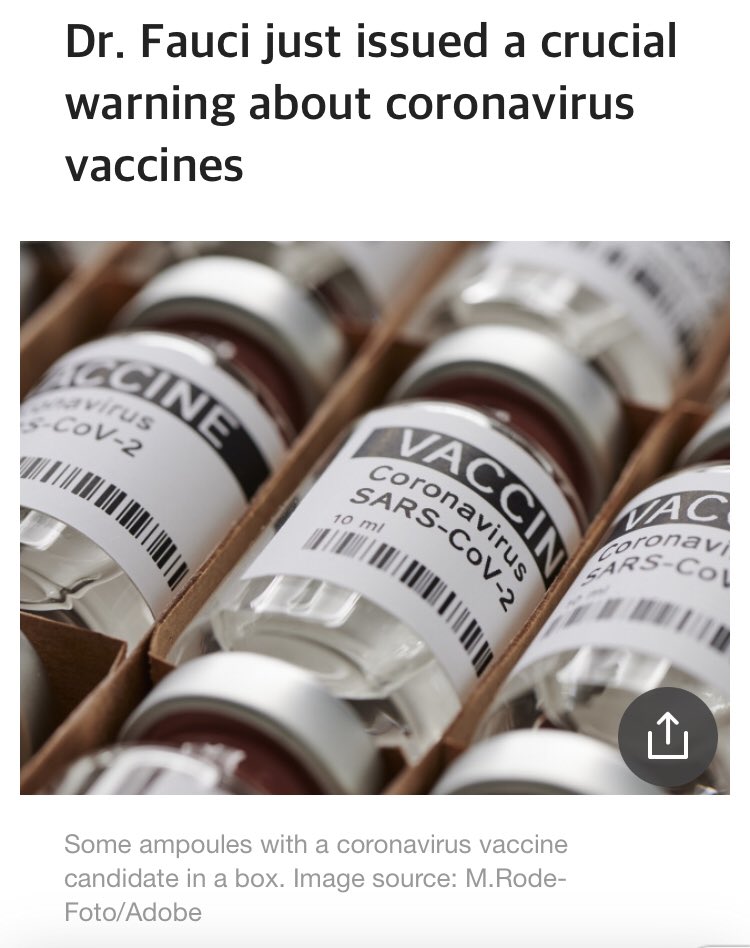 Dr. Fauci just issued a crucial
warning about coronavirus
vaccines
ACCINE
onavirus
S-CoV-2
VACCIN
Coronavirus
SARS-CoV-2
10 ml
VAC
Coronavi
SARS-CoV
Some ampoules with a coronavirus vaccine
candidate in a box. Image source: M.Rode-
Foto/Adobe